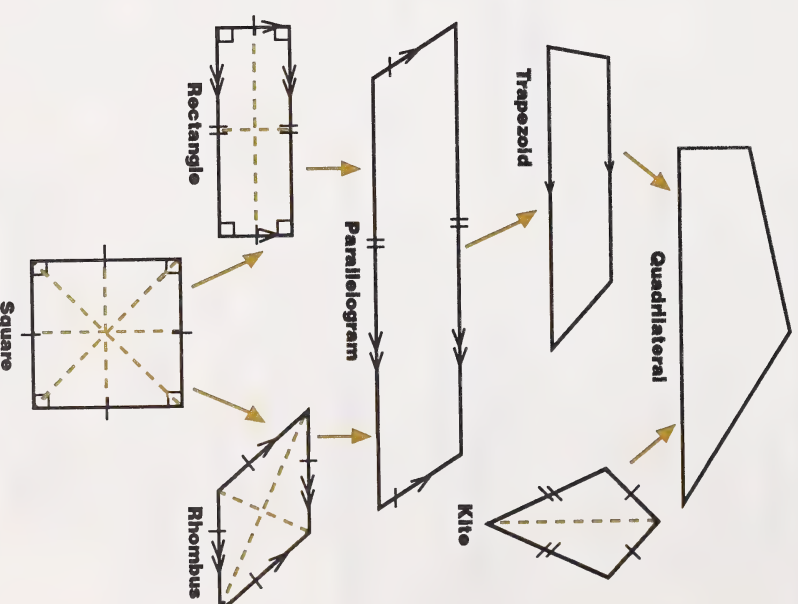 Quadrilateral
Trapezoid
Kite
Parallelogram
Rectangle
Rhombus
Square